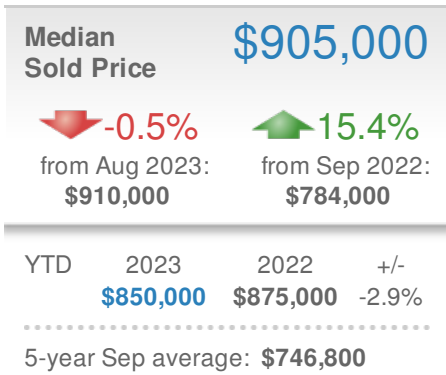 Median
Sold Price
$905,000
-0.5%
from Aug 2023:
$910,000
15.4%
from Sep 2022:
$784,000
YTD 2023 2022 +/-
$850,000 $875,000 -2.9%
5-year Sep average: $746,800